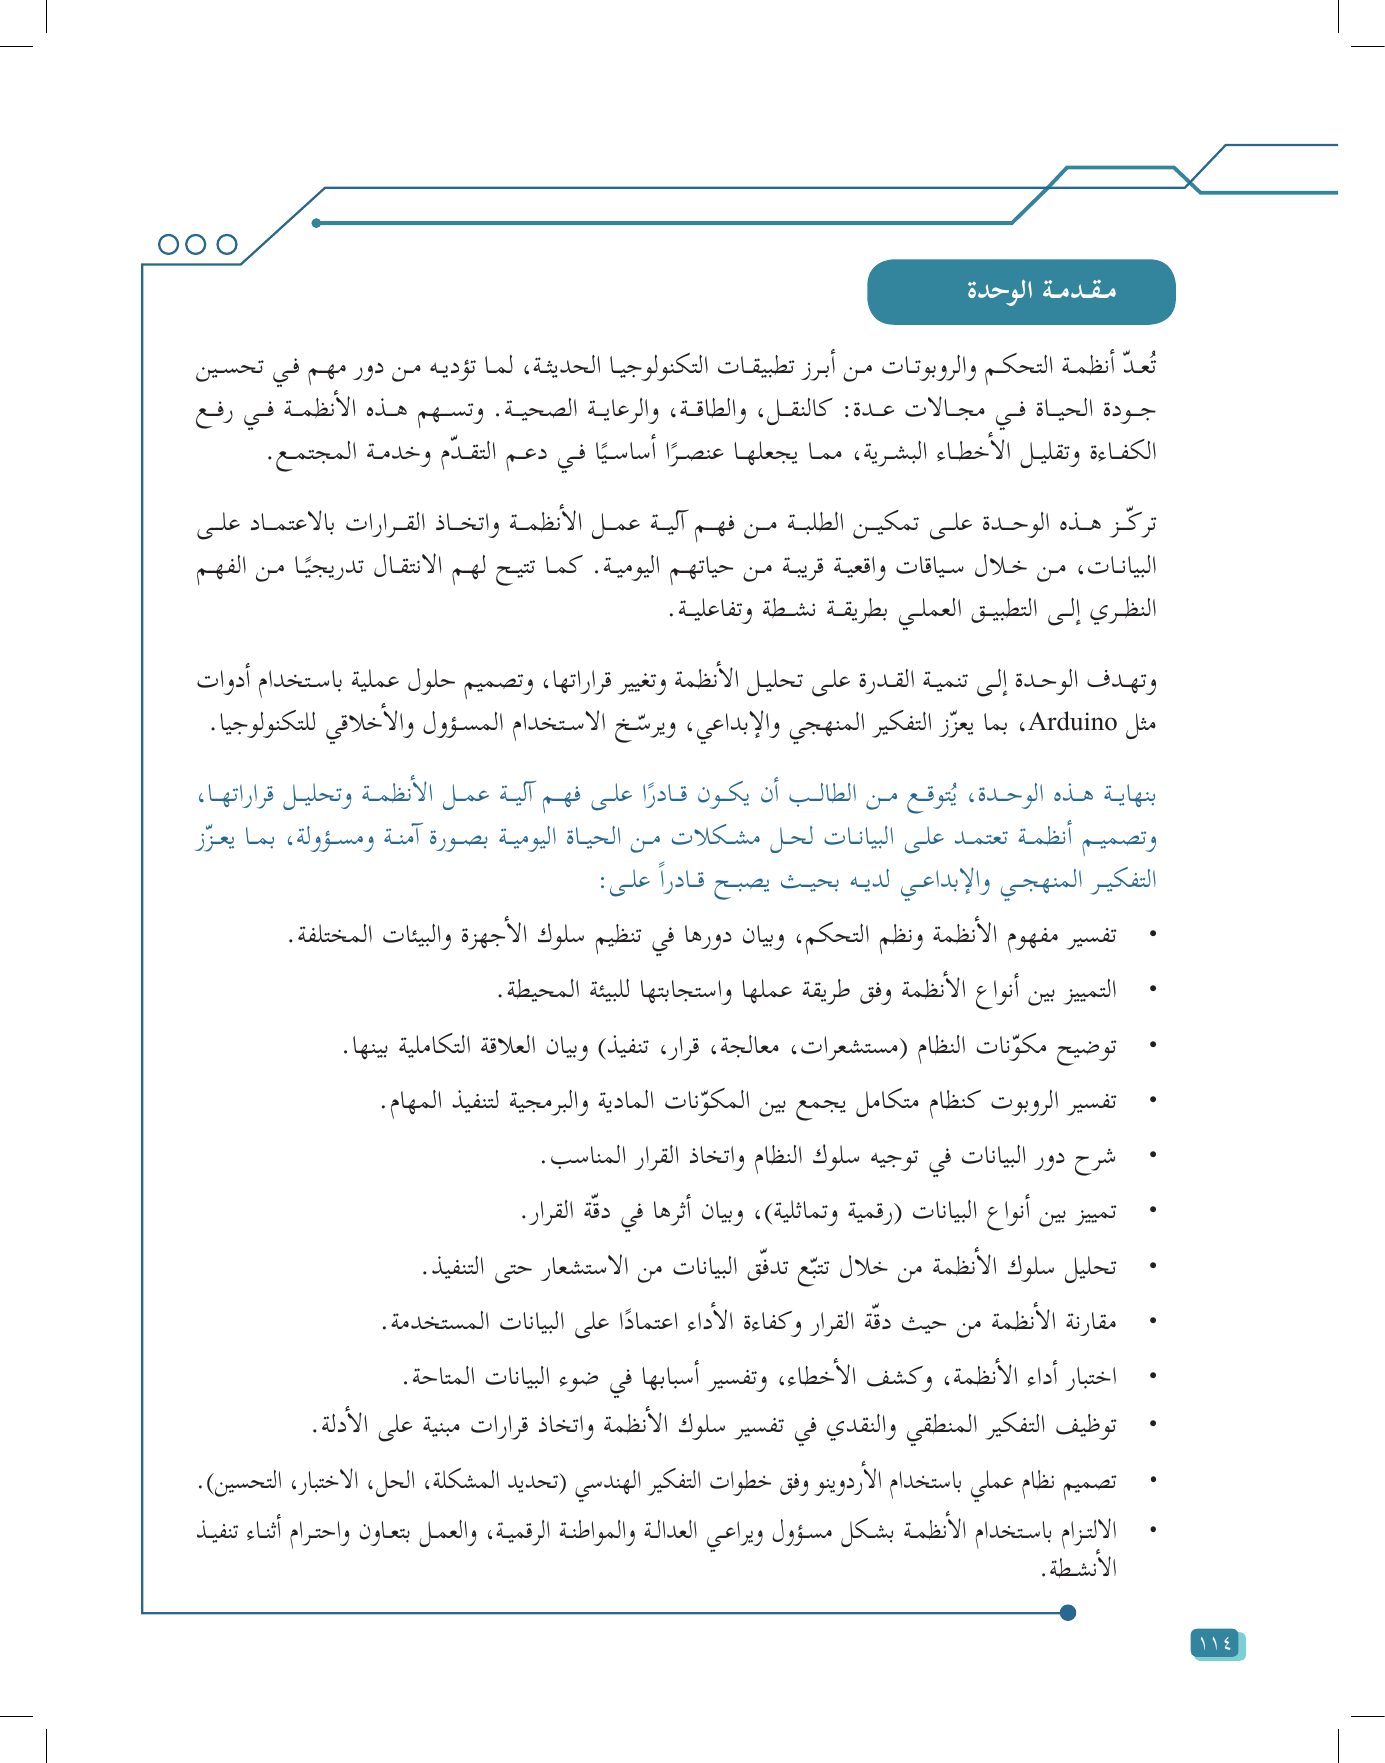 مقدمة الوحدة
تُعدّ أنظمة التحكم والروبوتات من أبرز تطبيقات التكنولوجيا الحديثة، لما تؤديه من دور مهم في تحسين
جودة الحياة في مجالات عدة: كالنقل، والطاقة، والرعاية الصحية. وتسهم هذه الأنظمة في رفع
الكفاءة وتقليل الأخطاء البشرية، مما يجعلها عنصرًا أساسيًا في دعم التقدّم وخدمة المجتمع.
تركّز هذه الوحدة على تمكين الطلبة من فهم آلية عمل الأنظمة واتخاذ القرارات بالاعتماد على
البيانات، من خلال سياقات واقعية قريبة من حياتهم اليومية. كما تتيح لهم الانتقال تدريجيًا من الفهم
النظري إلى التطبيق العملي بطريقة نشطة وتفاعلية.
وتهدف الوحدة إلى تنمية القدرة على تحليل الأنظمة وتغيير قراراتها، وتصميم حلول عملية باستخدام أدوات
مثل Arduino، بما يعزّز التفكير المنهجي والإبداعي، ويرسّخ الاستخدام المسؤول والأخلاقي للتكنولوجيا.
بنهاية هذه الوحدة، يُتوقع من الطالب أن يكون قادرًا على فهم آلية عمل الأنظمة وتحليل قراراتها،
وتصميم أنظمة تعتمد على البيانات لحل مشكلات من الحياة اليومية بصورة آمنة ومسؤولة، بما يعزّز
التفكير المنهجي والإبداعي لديه بحيث يصبح قادراً على:
• تفسير مفهوم الأنظمة ونظم التحكم، وبيان دورها في تنظيم سلوك الأجهزة والبيئات المختلفة.
• التمييز بين أنواع الأنظمة وفق طريقة عملها واستجابتها للبيئة المحيطة.
• توضيح مكوّنات النظام (مستشعرات، معالجة، قرار، تنفيذ) وبيان العلاقة التكاملية بينها.
• تفسير الروبوت كنظام متكامل يجمع بين المكوّنات المادية والبرمجية لتنفيذ المهام.
• شرح دور البيانات في توجيه سلوك النظام واتخاذ القرار المناسب.
• تمييز بين أنواع البيانات (رقمية وتماثلية)، وبيان أثرها في دقّة القرار.
• تحليل سلوك الأنظمة من خلال تتبّع تدفّق البيانات من الاستشعار حتى التنفيذ.
• مقارنة الأنظمة من حيث دقّة القرار وكفاءة الأداء اعتمادًا على البيانات المستخدمة.
• اختبار أداء الأنظمة، وكشف الأخطاء، وتفسير أسبابها في ضوء البيانات المتاحة.
• توظيف التفكير المنطقي والنقدي في تفسير سلوك الأنظمة واتخاذ قرارات مبنية على الأدلة.
• تصميم نظام عملي باستخدام الأردوينو وفق خطوات التفكير الهندسي (تحديد المشكلة، الحل، الاختبار، التحسين).
• الالتزام باستخدام الأنظمة بشكل مسؤول ويراعي العدالة والمواطنة الرقمية، والعمل بتعاون واحترام أثناء تنفيذ
الأنشطة.
١١٤